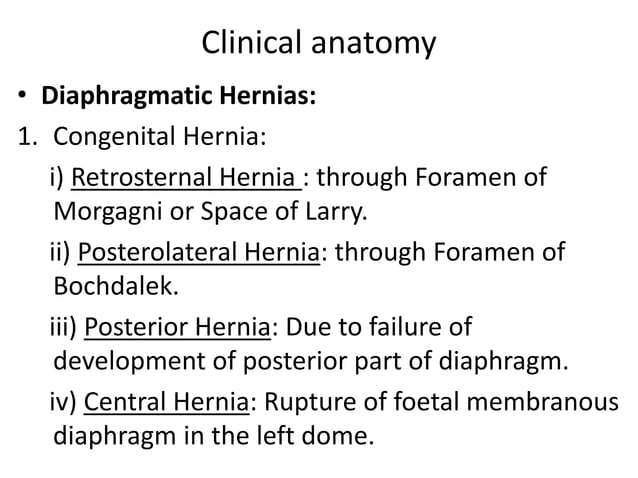 Clinical anatomy
• Diaphragmatic Hernias:
1. Congenital Hernia:
i) Retrosternal Hernia : through Foramen of
Morgagni or Space of Larry.
ii) Posterolateral Hernia: through Foramen of
Bochdalek.
iii) Posterior Hernia: Due to failure of
development of posterior part of diaphragm.
iv) Central Hernia: Rupture of foetal membranous
diaphragm in the left dome.